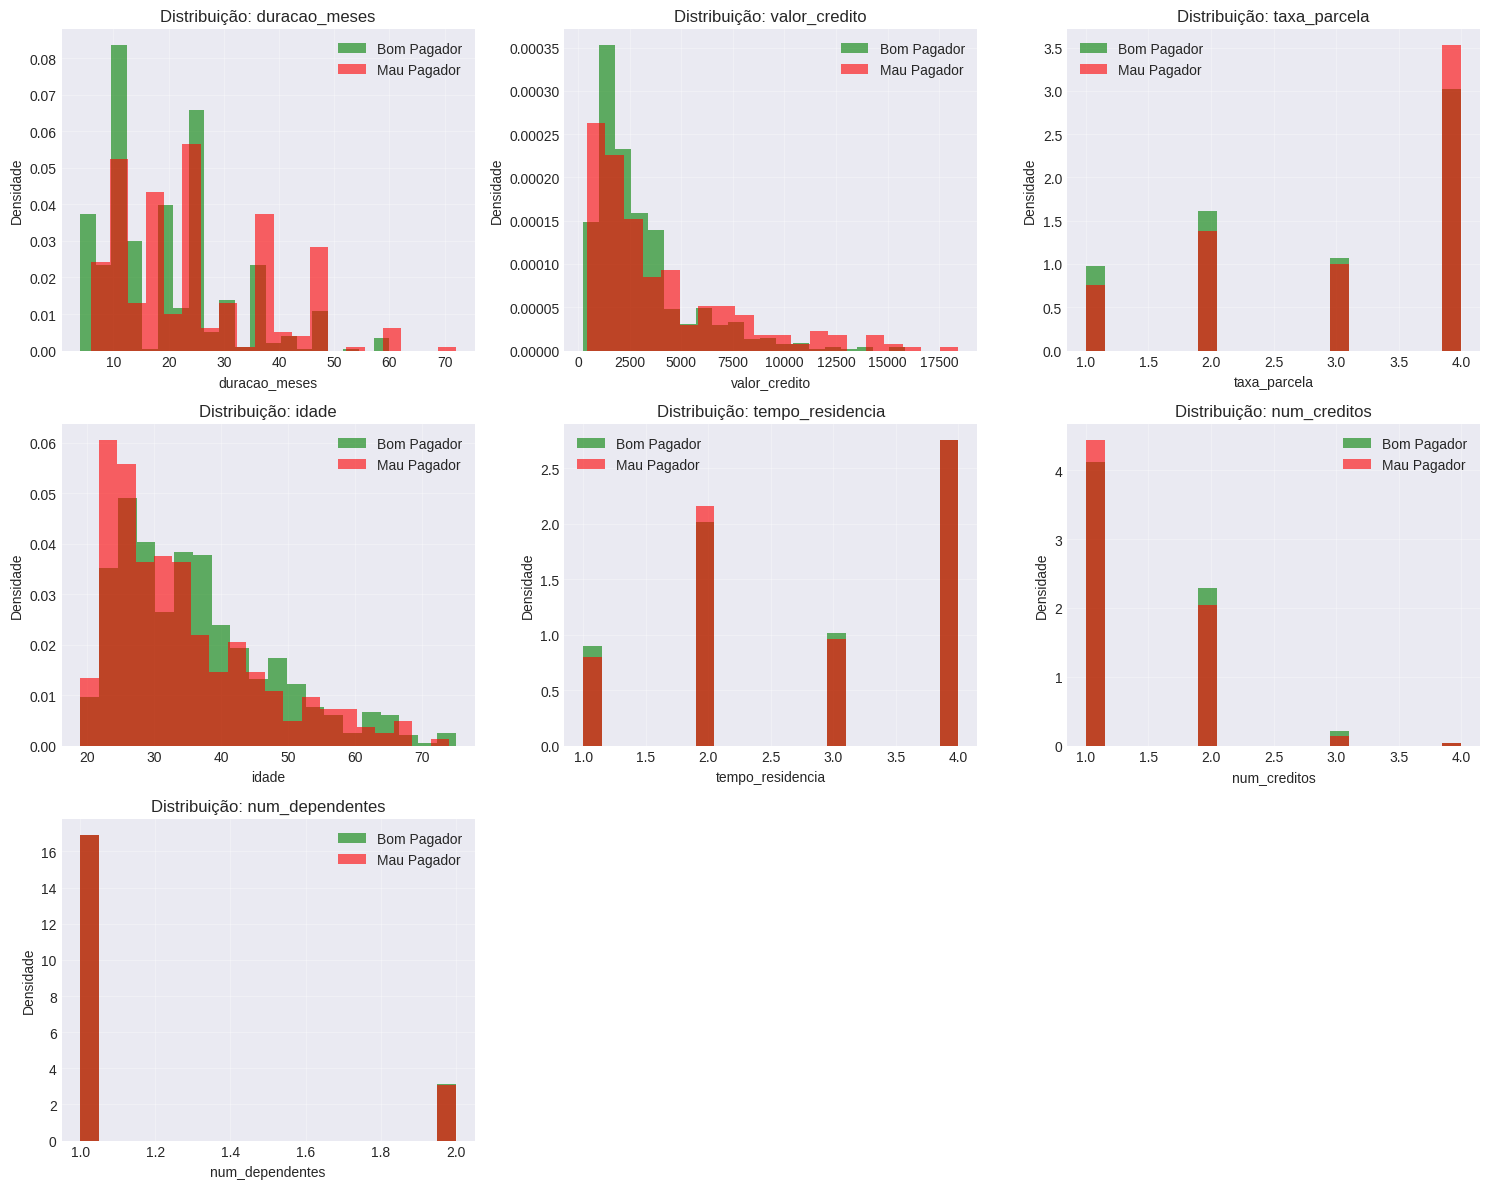 Distribuição: duracao_meses
Densidade
0.08
0.07
0.06
0.05
0.04
0.03
0.02
0.01
0.00
Bom Pagador
Mau Pagador
10 20 30 40 50 60 70
duracao_meses
Distribuição: valor_credito
Densidade
0.00035
0.00030
0.00025
0.00020
0.00015
0.00010
0.00005
0.00000
Bom Pagador
Mau Pagador
0 2500 5000 7500 10000 12500 15000 17500
valor_credito
Distribuição: taxa_parcela
Densidade
3.5
3.0
2.5
2.0
1.5
1.0
0.5
0.0
Bom Pagador
Mau Pagador
1.0 1.5 2.0 2.5 3.0 3.5 4.0
taxa_parcela
Distribuição: idade
Densidade
0.06
0.05
0.04
0.03
0.02
0.01
0.00
Bom Pagador
Mau Pagador
20 30 40 50 60 70
idade
Distribuição: tempo_residencia
Densidade
2.5
2.0
1.5
1.0
0.5
0.0
Bom Pagador
Mau Pagador
1.0 1.5 2.0 2.5 3.0 3.5 4.0
tempo_residencia
Distribuição: num_creditos
Densidade
4
3
2
1
0
Bom Pagador
Mau Pagador
1.0 1.5 2.0 2.5 3.0 3.5 4.0
num_creditos
Distribuição: num_dependentes
Densidade
16
14
12
10
8
6
4
2
0
Bom Pagador
Mau Pagador
1.0 1.2 1.4 1.6 1.8 2.0
num_dependentes